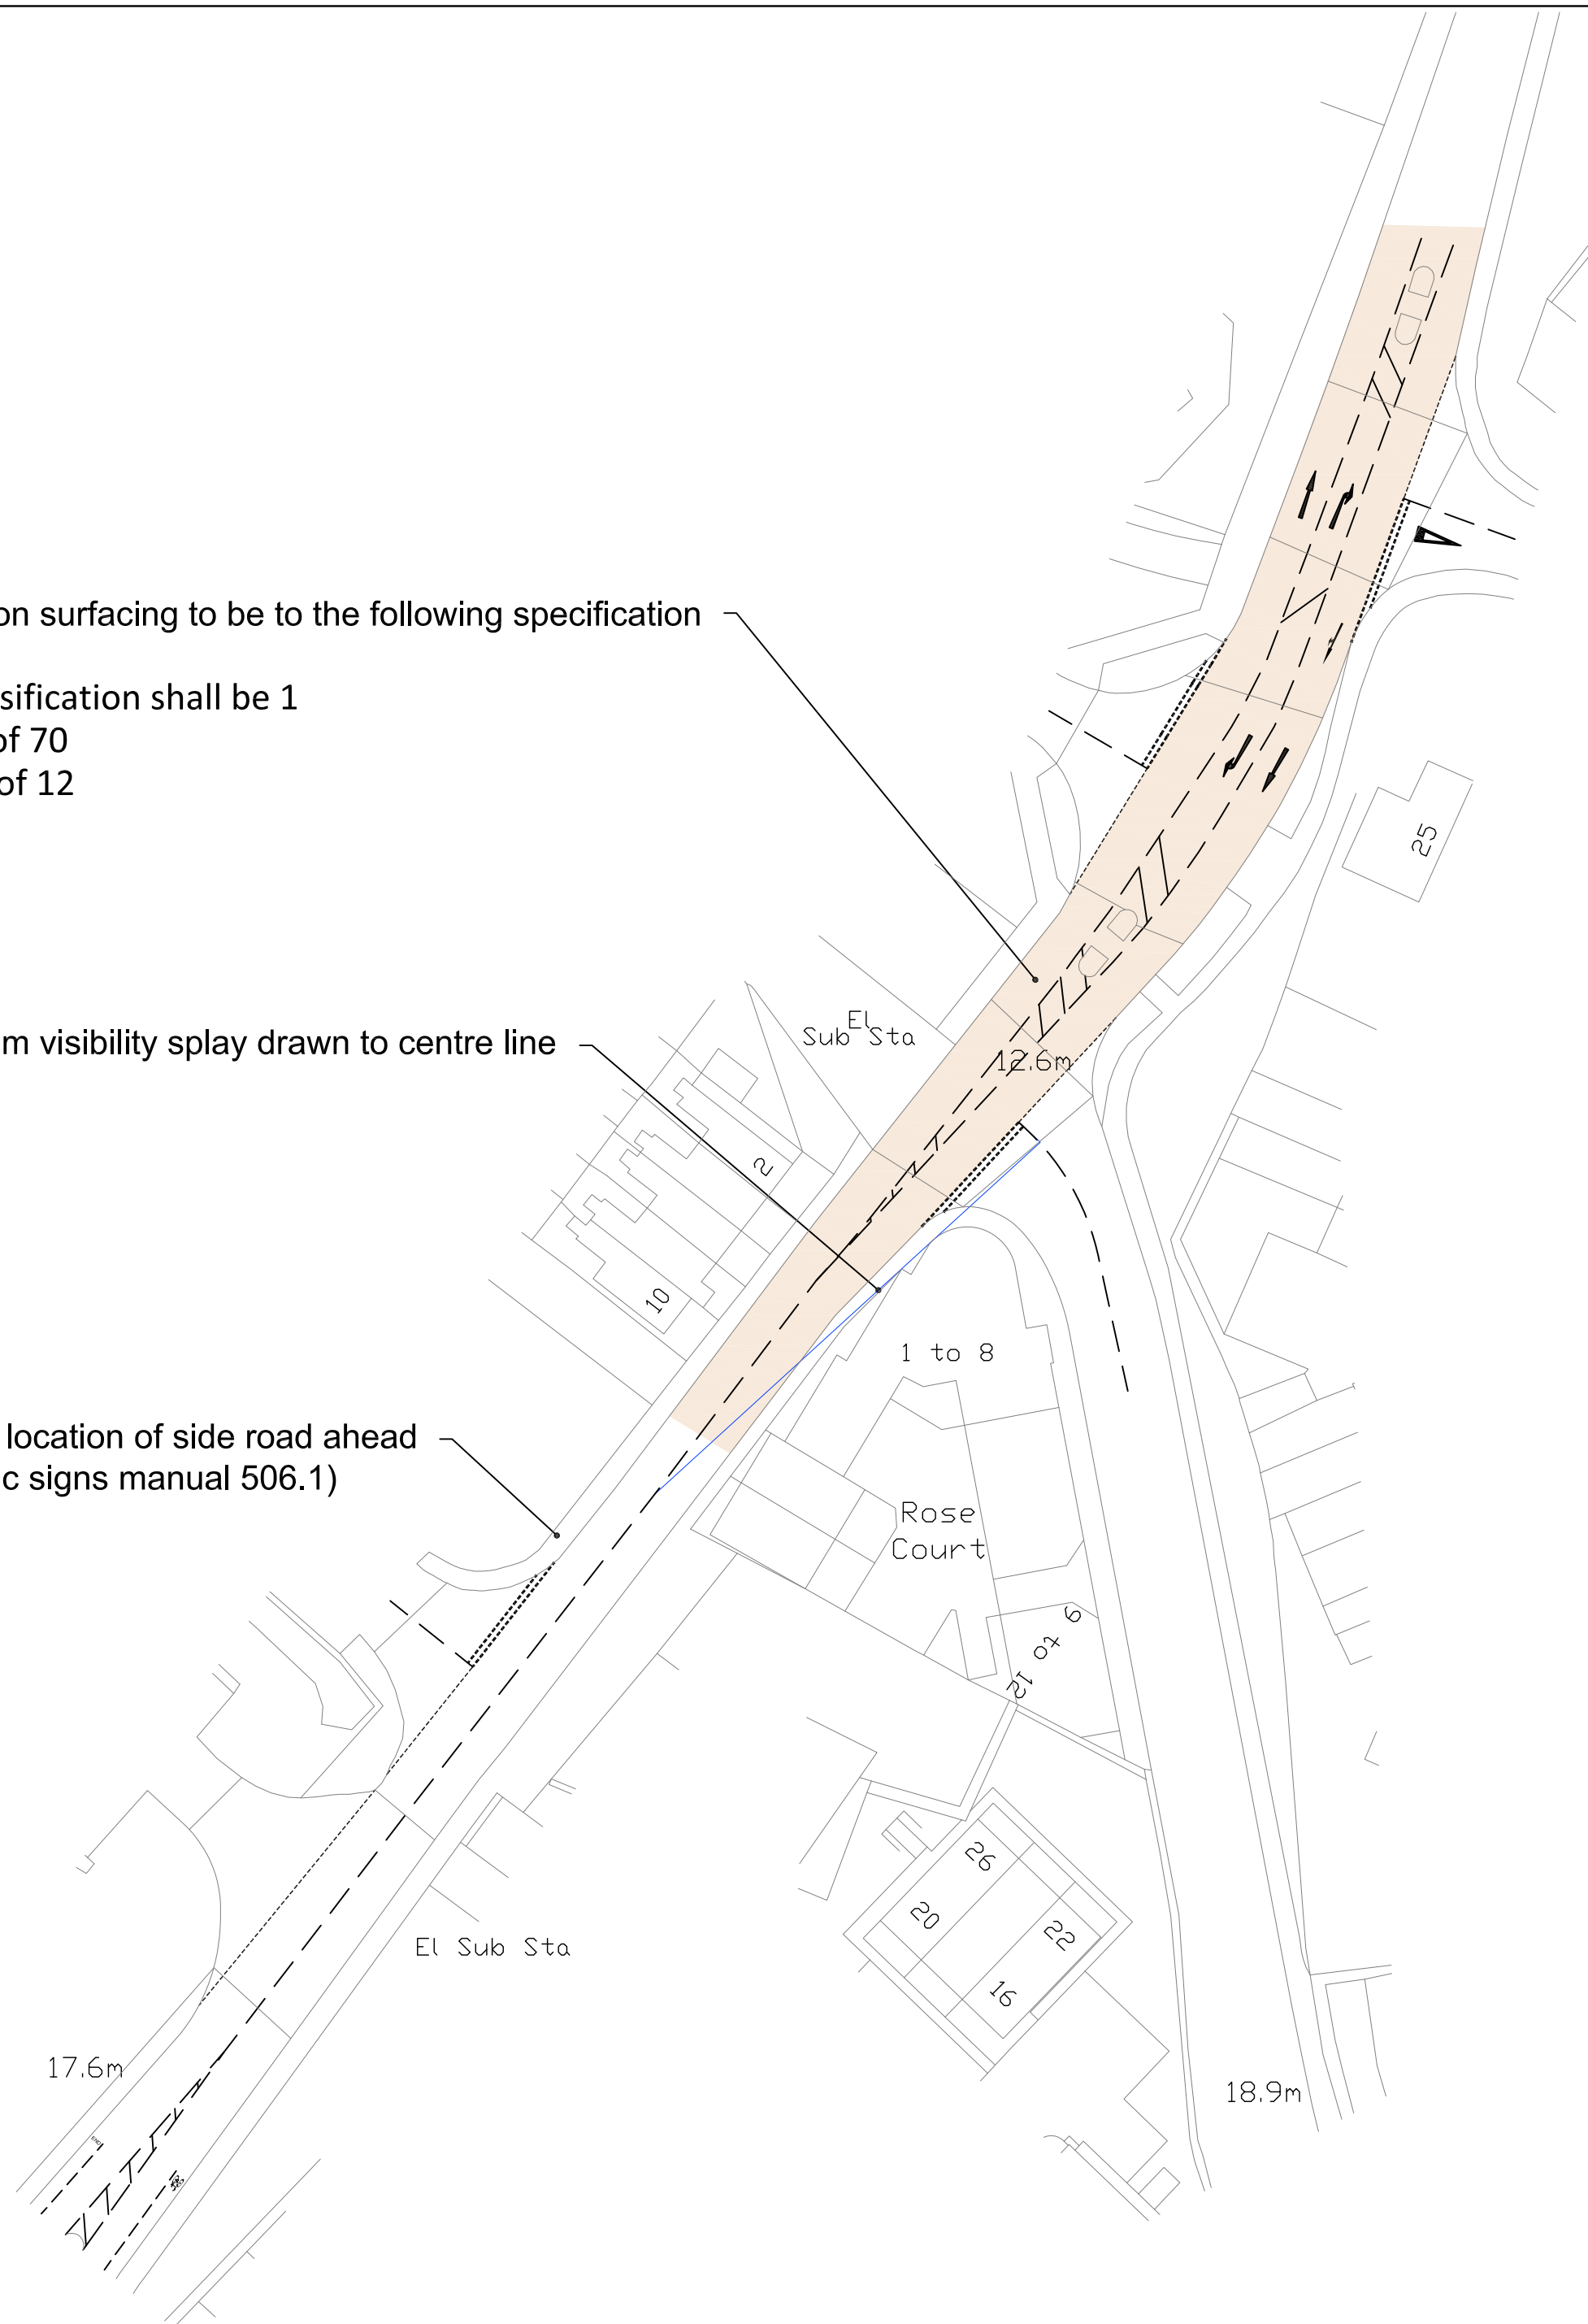 on surfacing to be to the following specification
sification shall be 1
of 70
of 12
25
El
Sub Sta
12.6m
m visibility splay drawn to centre line
2
10
1 to 8
location of side road ahead
c signs manual 506.1)
Rose
Court
9 to 12
26
20
22
16
El Sub Sta
17.6m
18.9m
END